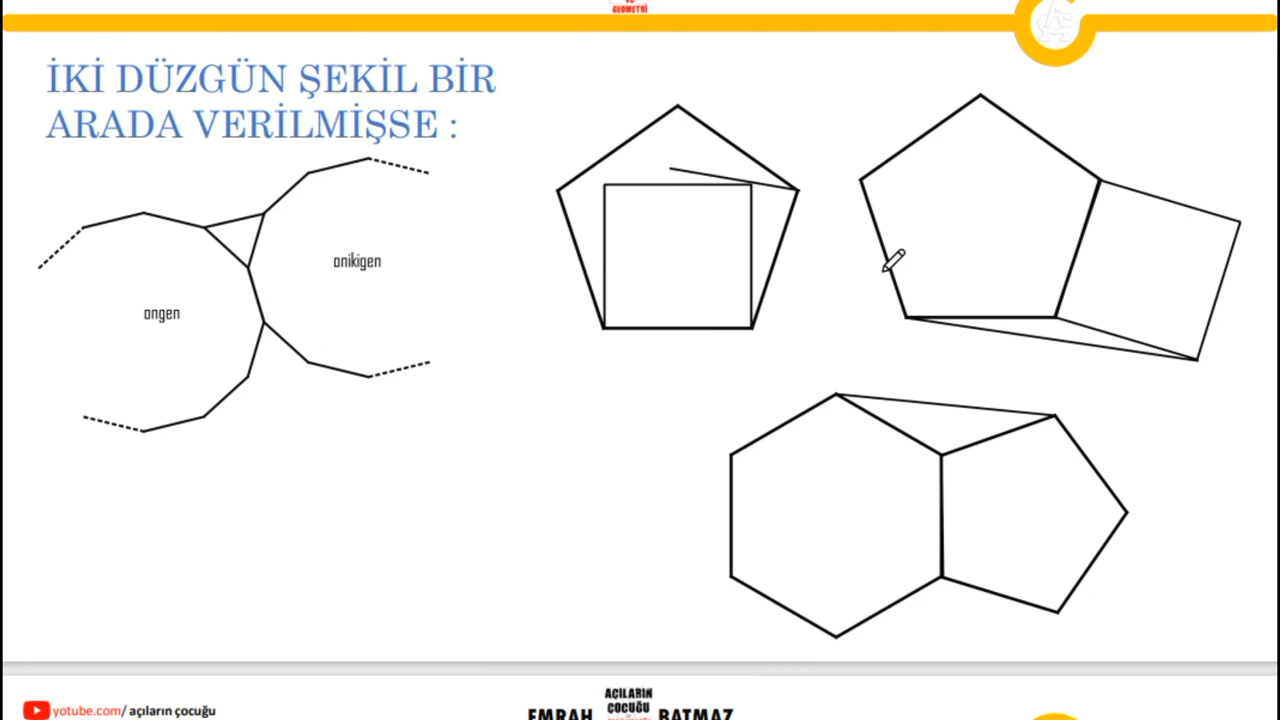 GEOMETRİ
İKİ DÜZGÜN ŞEKİL BİR
ARADA VERİLMİŞSE :
onikigen
ongen
yotube.com/ açıların çocuğu
EMRAH
AÇILARIN
ÇOCUĞU
BATMAZ